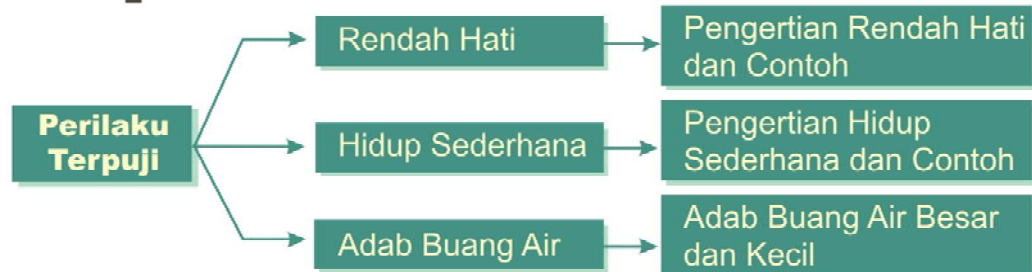 Rendah Hati
Pengertian Rendah Hati
dan Contoh
Perilaku
Terpuji
Hidup Sederhana
Pengertian Hidup
Sederhana dan Contoh
Adab Buang Air
Adab Buang Air Besar
dan Kecil